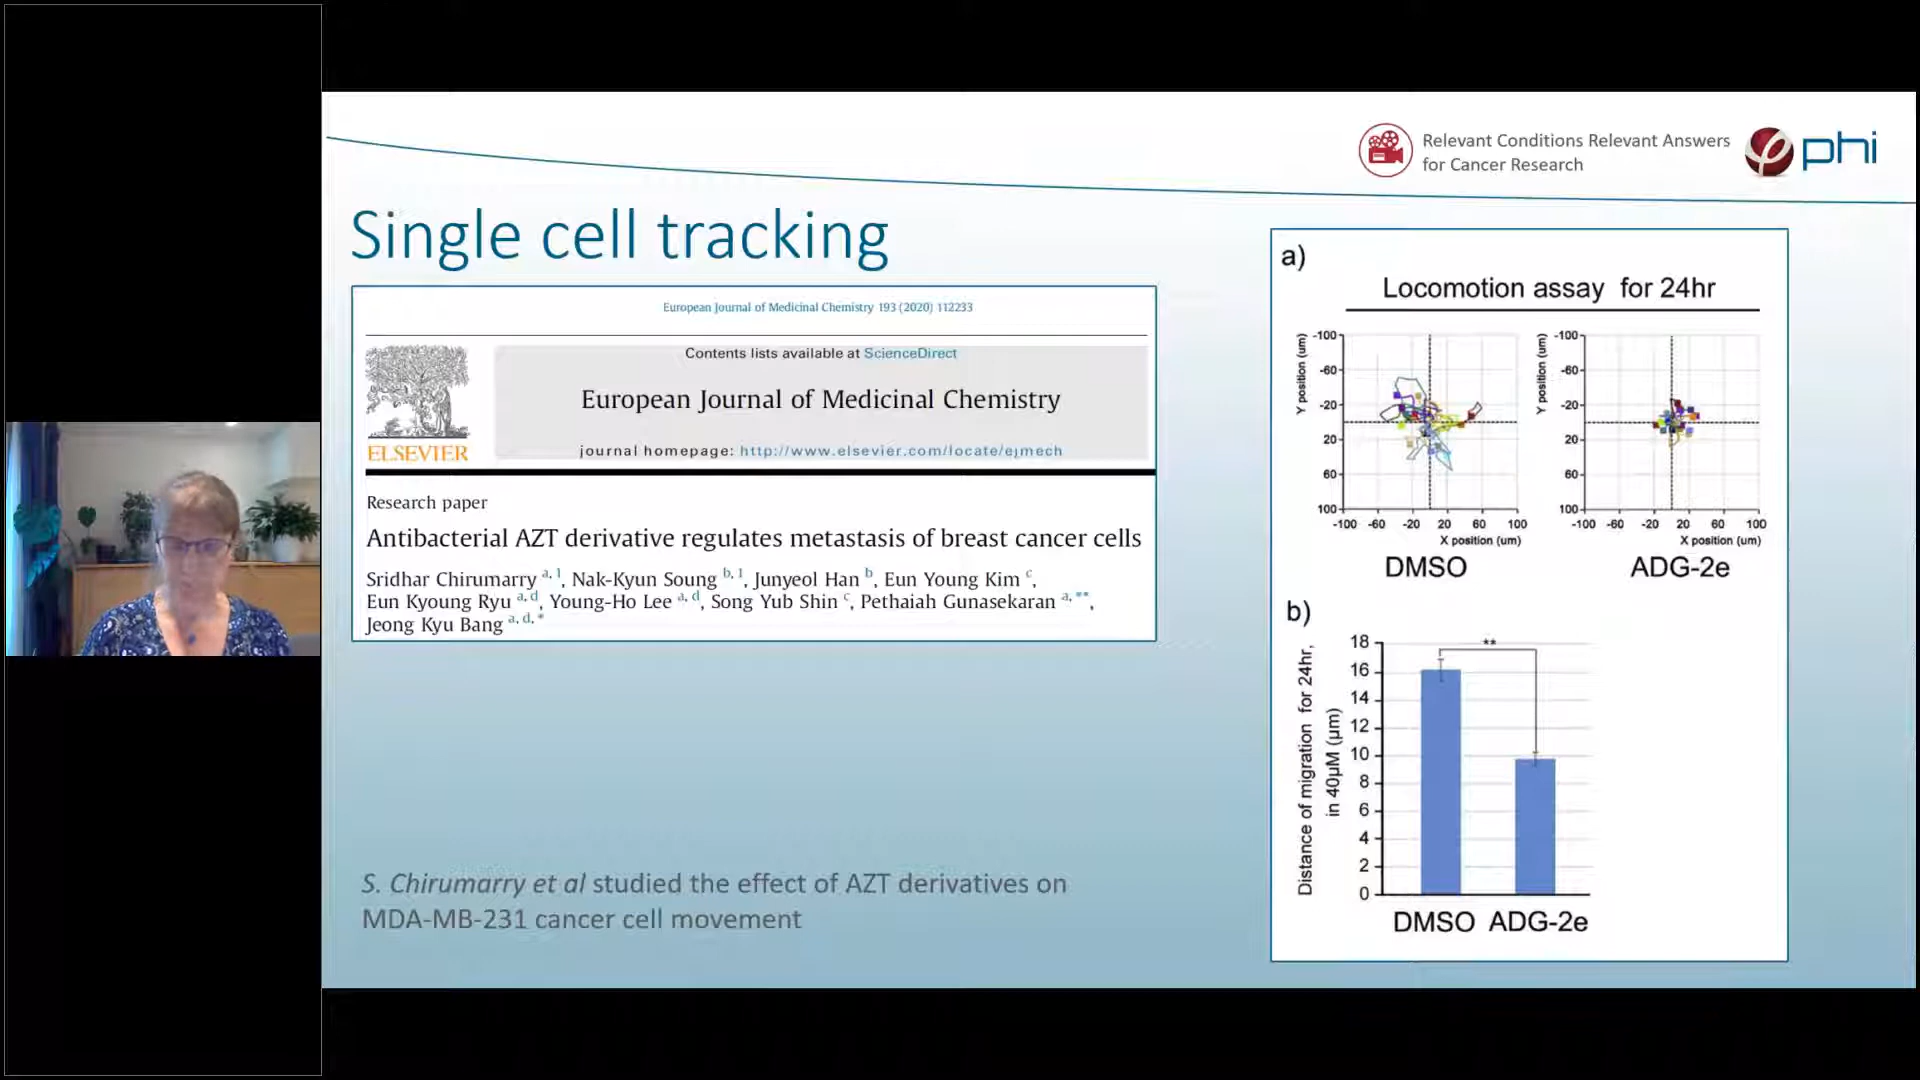 Relevant Conditions Relevant Answers
for Cancer Research
phi
Single cell tracking
European Journal of Medicinal Chemistry 193 (2020) 112233
Contents lists available at ScienceDirect
European Journal of Medicinal Chemistry
journal homepage: http://www.elsevier.com/locate/ejmech
ELSEVIER
Research paper
Antibacterial AZT derivative regulates metastasis of breast cancer cells
Sridhar Chirumarry a, 1, Nak-Kyun Soung b, 1, Junyeol Han b, Eun Young Kim c,
Eun Kyoung Ryu a, d, Young-Ho Lee a, d, Song Yub Shin c, Pethaiah Gunasekaran a, **,
Jeong Kyu Bang a, d, *
S. Chirumarry et al studied the effect of AZT derivatives on
MDA-MB-231 cancer cell movement
a)
Locomotion assay for 24hr
Y position (um)
-100
-60
-20
20
60
100
-100 -60 -20 20 60 100
X position (um)
DMSO
Y position (um)
-100
-60
-20
20
60
100
-100 -60 -20 20 60 100
X position (um)
ADG-2e
b)
Distance of migration for 24hr,
in 40μM (μm)
18
16
14
12
10
8
6
4
2
0
**
DMSO ADG-2e